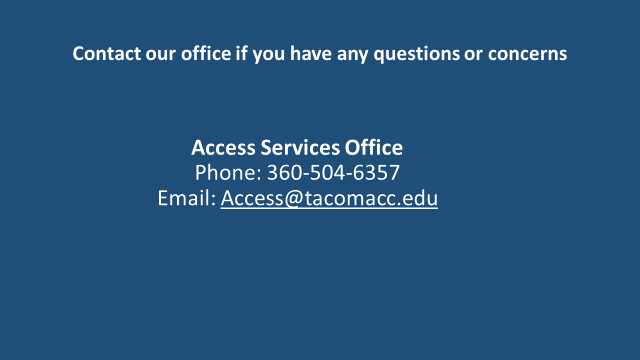 Contact our office if you have any questions or concerns
Access Services Office
Phone: 360-504-6357
Email: Access@tacomacc.edu